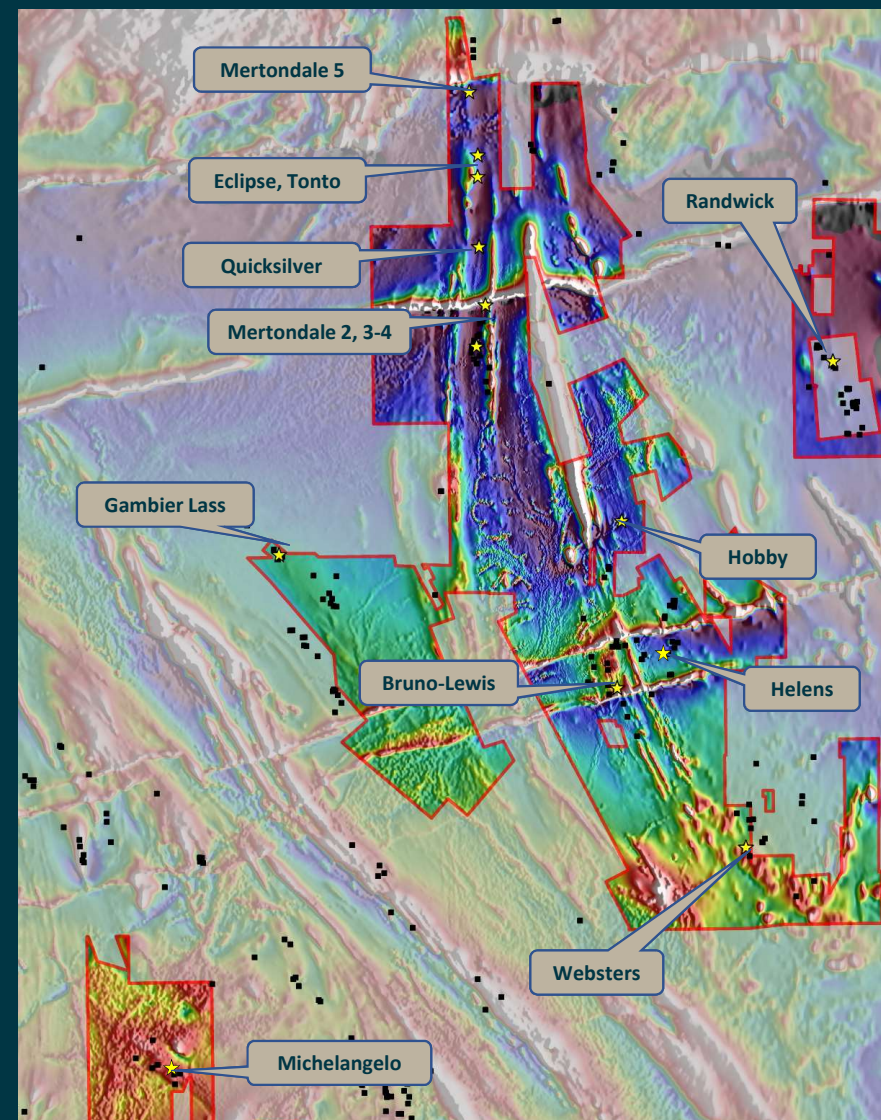 Mertondale 5
Eclipse, Tonto
Randwick
Quicksilver
Mertondale 2, 3-4
Gambier Lass
Hobby
Bruno-Lewis
Helens
Websters
Michelangelo